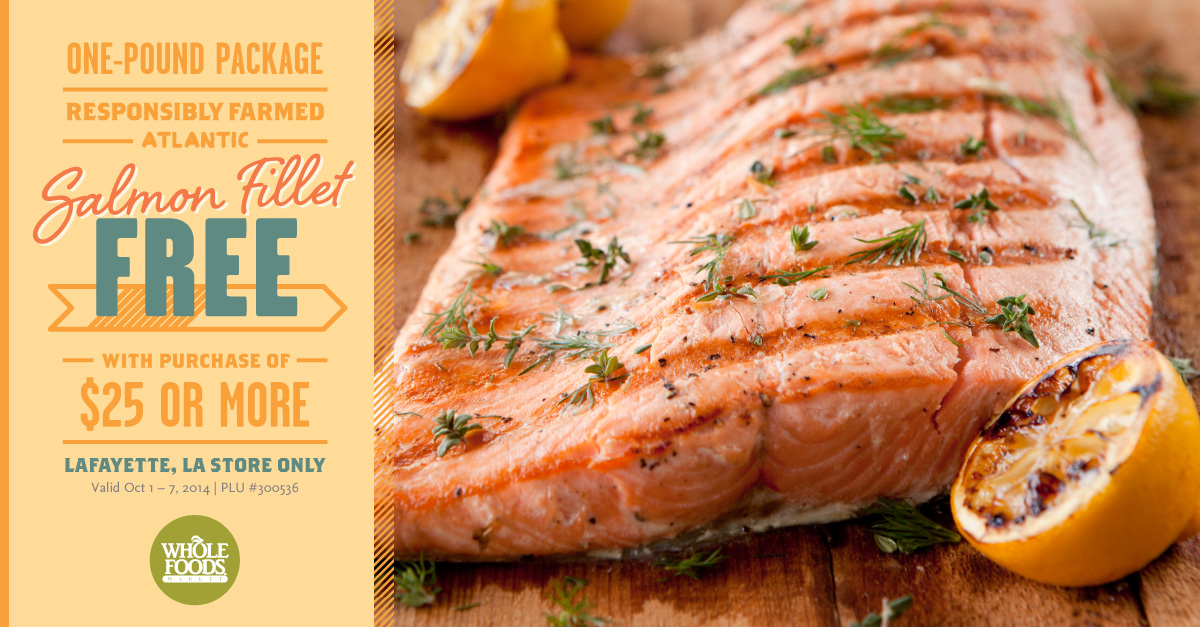 ONE-POUND PACKAGE
RESPONSIBLY FARMED
ATLANTIC
Salmon Fillet
FREE
WITH PURCHASE OF
$25 OR MORE
LAFAYETTE, LA STORE ONLY
Valid Oct 1 – 7, 2014 | PLU #300536
WHOLE
FOODS
MARKET